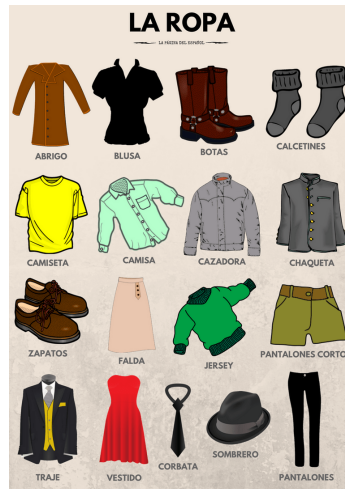 LA ROPA
LA PÁGINA DEL ESPAÑOL
ABRIGO
BLUSA
BOTAS
CALCETINES
CAMISETA
CAMISA
CAZADORA
CHAQUETA
ZAPATOS
FALDA
JERSEY
PANTALONES CORTO
TRAJE
VESTIDO
CORBATA
SOMBRERO
PANTALONES